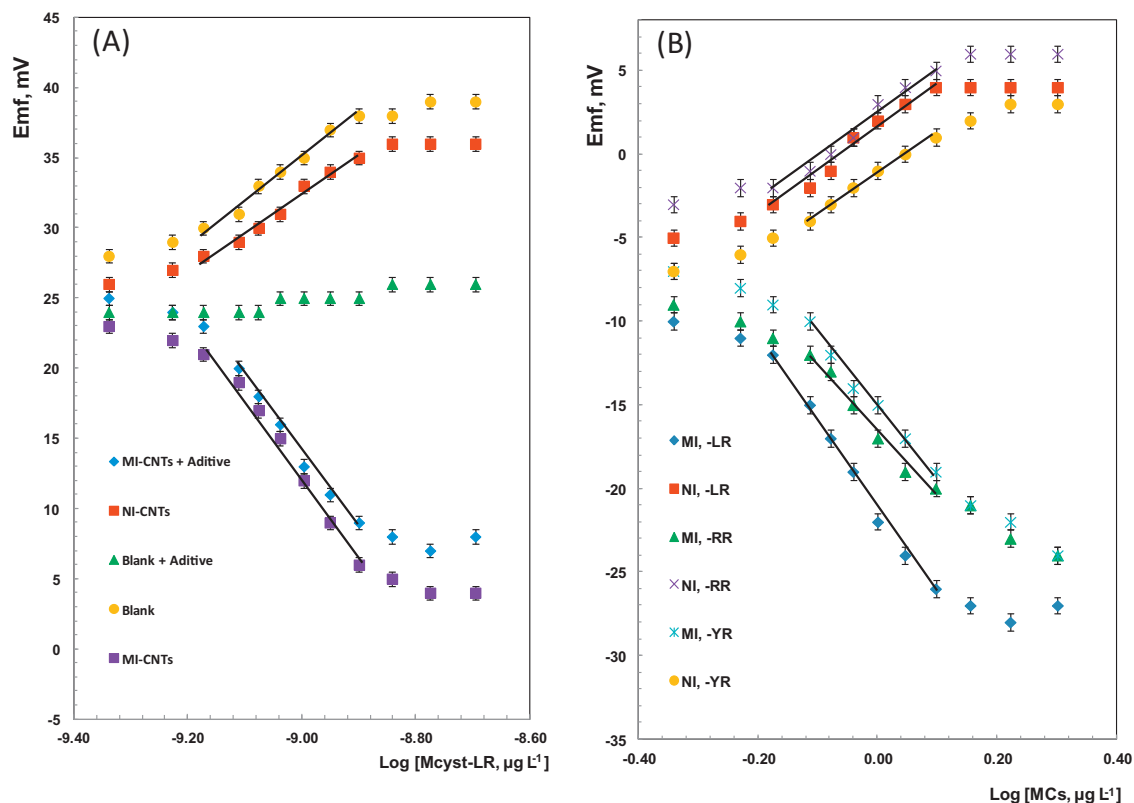 (A)
Emf, mV
45
40
35
30
25
20
15
10
5
0
-5
MI-CNTs + Aditive
NI-CNTs
Blank + Aditive
Blank
MI-CNTs
-9.40 -9.20 -9.00 -8.80 -8.60
Log [Mcyst-LR, µg L-1]
(B)
Emf, mV
5
0
-5
-10
-15
-20
-25
-30
-35
MI, -LR
NI, -LR
MI, -RR
NI, -RR
MI, -YR
NI, -YR
-0.40 -0.20 0.00 0.20 0.40
Log [MCs, µg L-1]